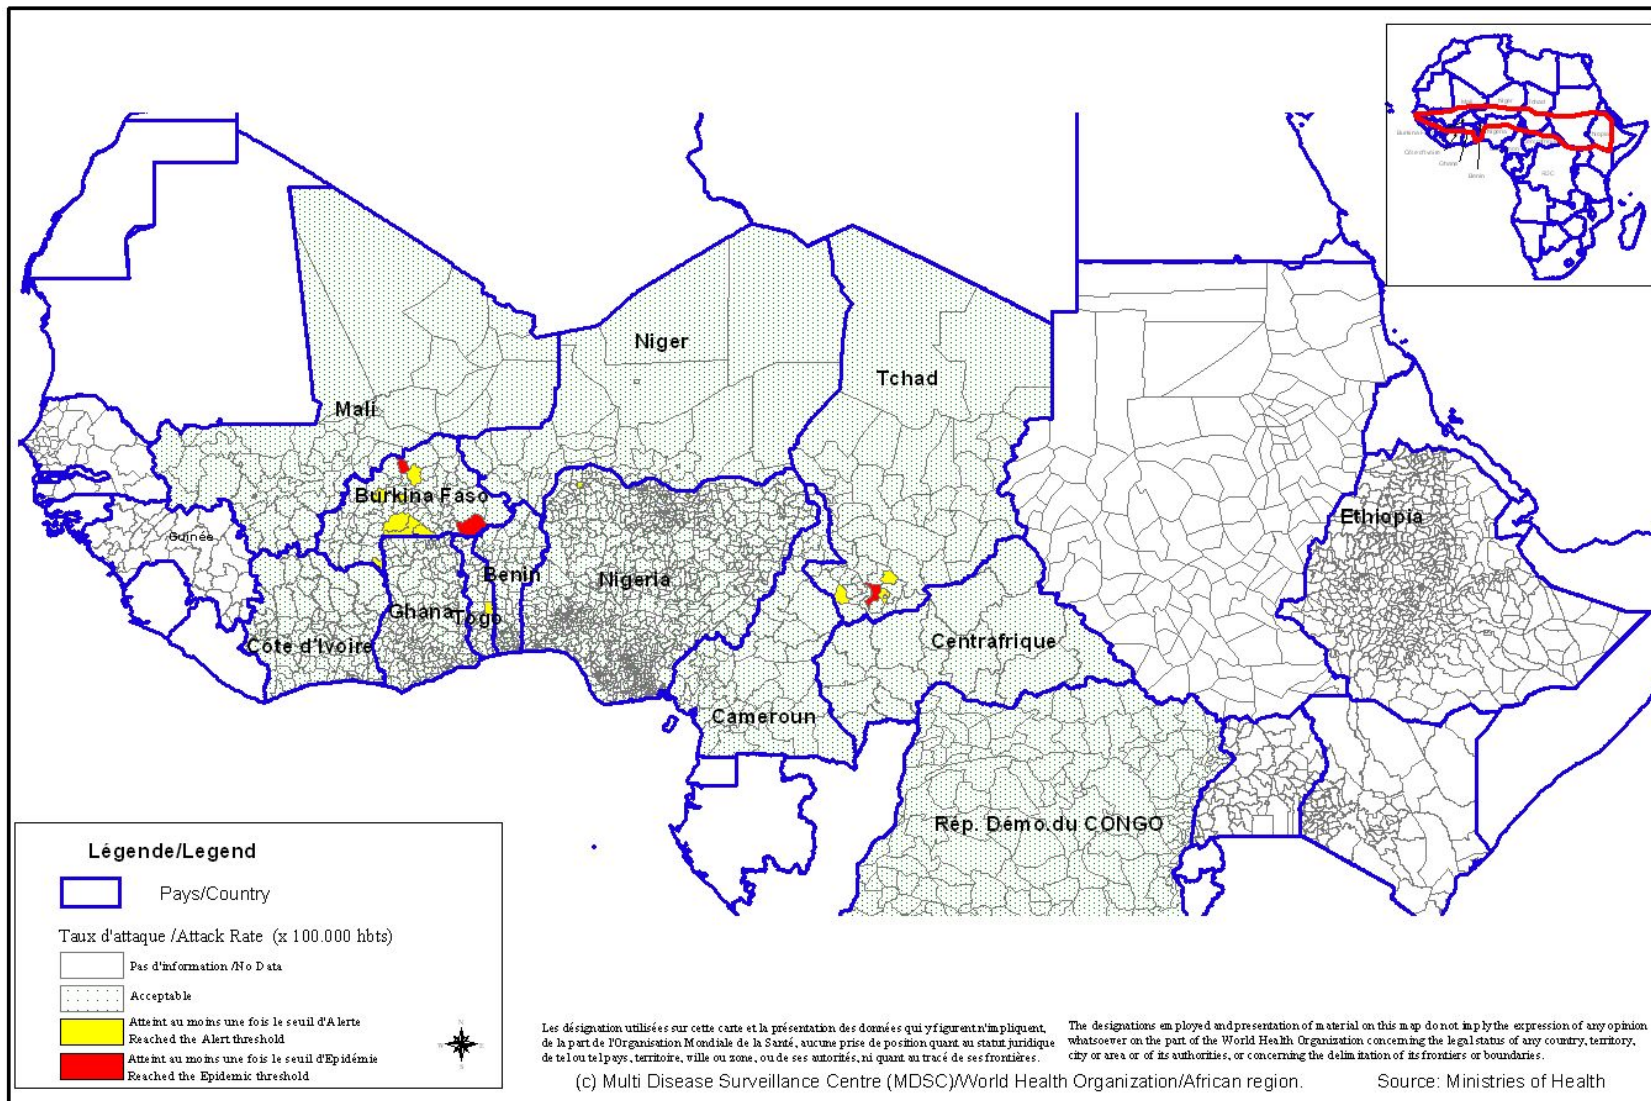 Mali
Niger
Tchad
Burkina Faso
Guinée
Benin
Nigeria
Ghana
Togo
Côte d'Ivoire
Cameroun
Centrafrique
Ethiopia
Rép. Démo.du CONGO
Mali
Niger
Tchad
Ghana
Benin
RDC
Légende/Legend
Pays/Country
Taux d'attaque /Attack Rate (x 100.000 hbts)
Pas d'information /No Data
Acceptable
Atteint au moins une fois le seuil d'Alerte
Reached the Alert threshold
Atteint au moins une fois le seuil d'Epidémie
Reached the Epidemic threshold
N
W E
S
Les désignation utilisées sur cette carte et la présentation des données qui y figurent n'impliquent,
de la part de l'Organisation Mondiale de la Santé, aucune prise de position quant au statut juridique
de tel ou tel pays, territoire, ville ou zone, ou de ses autorités, ni quant au tracé de ses frontières.
The designations employed and presentation of material on this map do not imply the expression of any opinion
whatsoever on the part of the World Health Organization concerning the legal status of any country, territory,
city or area or of its authorities, or concerning the delimitation of its frontiers or boundaries.
(c) Multi Disease Surveillance Centre (MDSC)/World Health Organization/African region.
Source: Ministries of Health